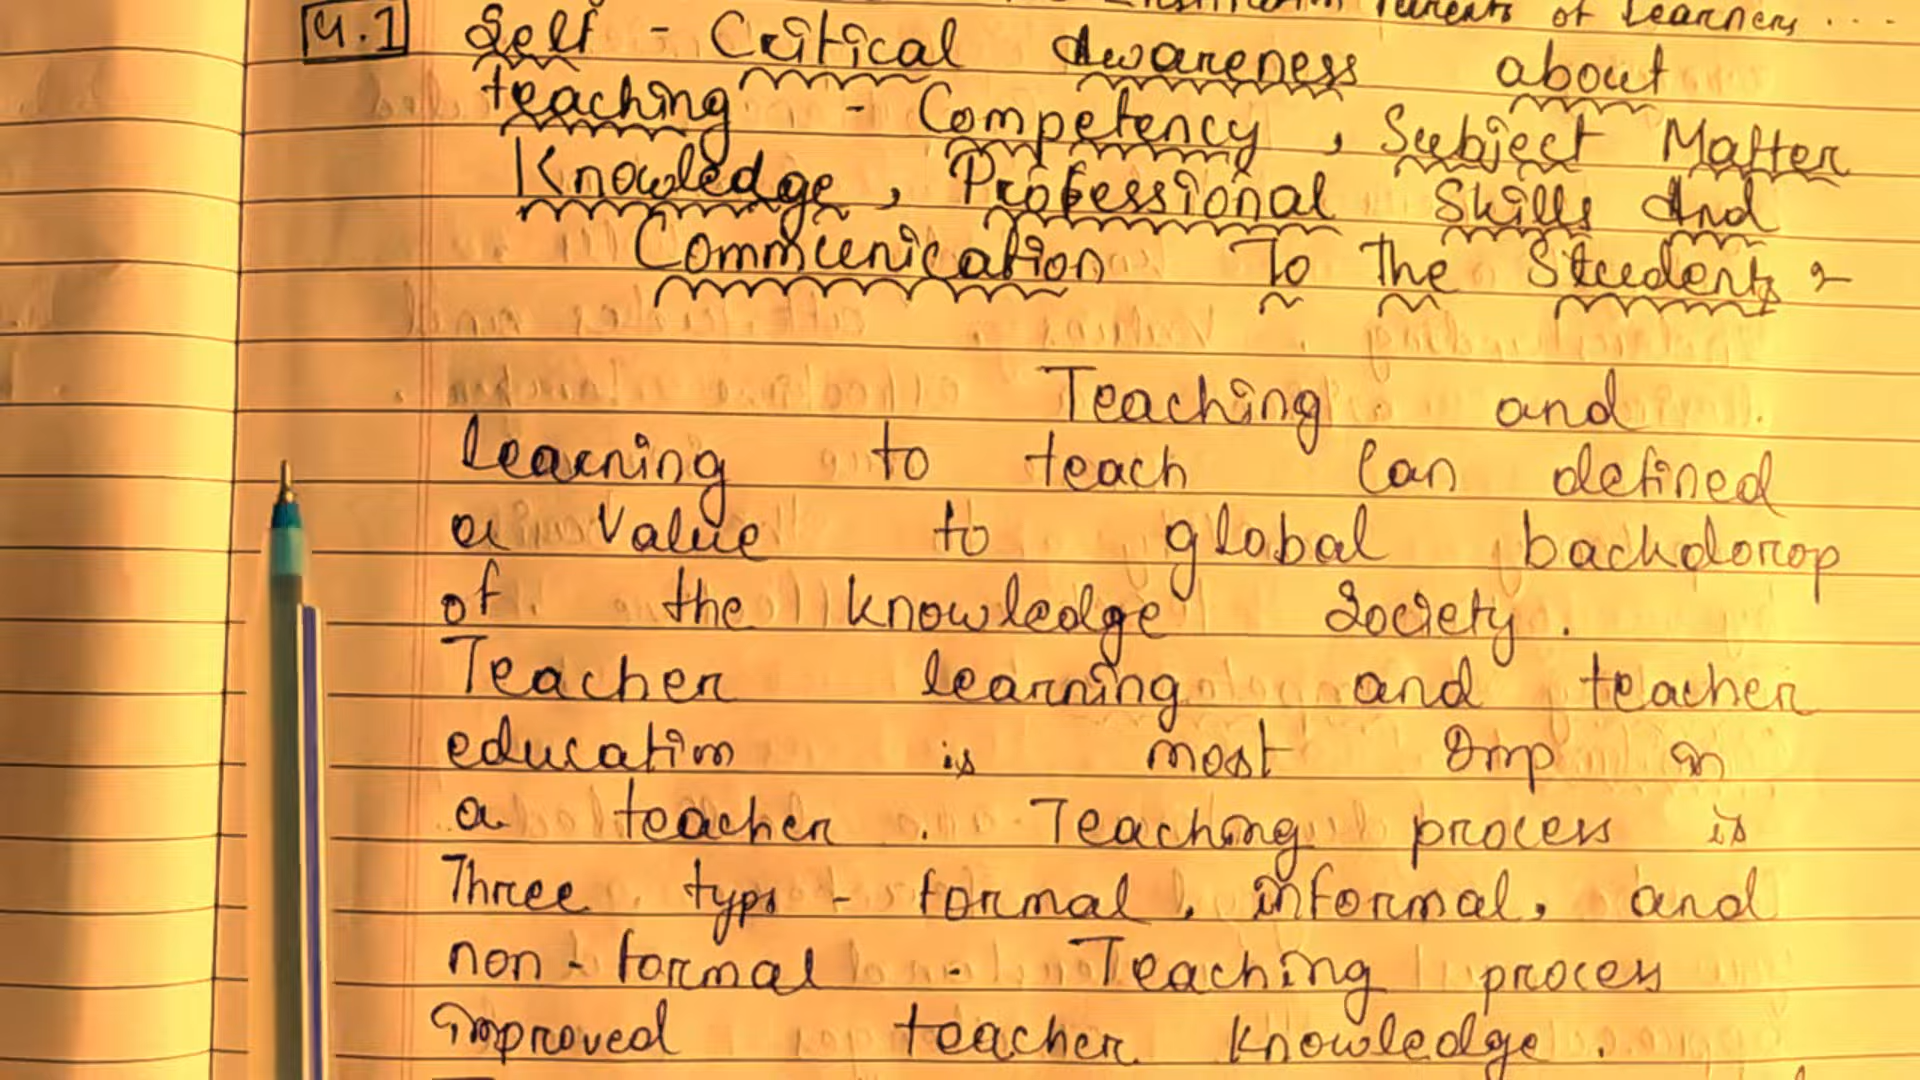 Parents of Learners....
4.1 Self - Critical Awareness about
teaching - Competency, Subject Matter
Knowledge, Professional Skills And
Communication To The Students :-
Teaching and
learning to teach can defined
a value to global backdorop
of the knowledge Society.
Teacher learning and teacher
education is most Imp in
a teacher. Teaching process is
Three typs - formal, informal, and
non-formal. Teaching process
improved teacher knowledge.